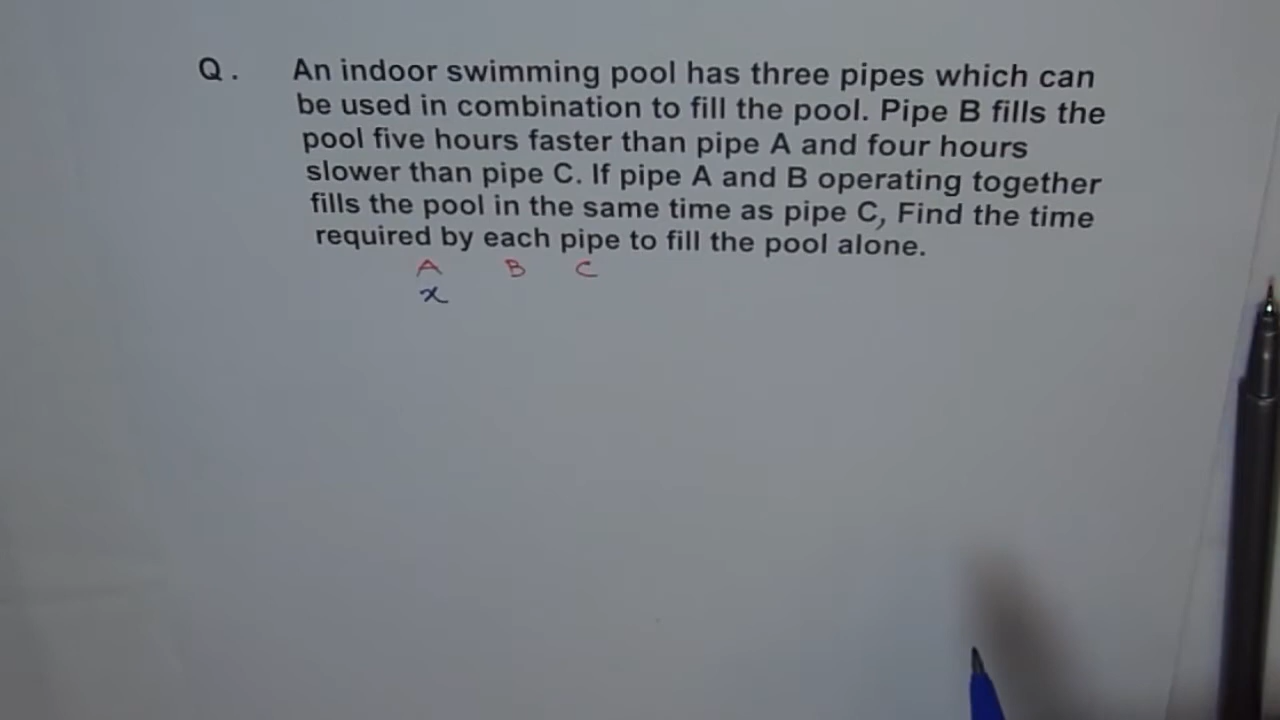 Q. An indoor swimming pool has three pipes which can
be used in combination to fill the pool. Pipe B fills the
pool five hours faster than pipe A and four hours
slower than pipe C. If pipe A and B operating together
fills the pool in the same time as pipe C, Find the time
required by each pipe to fill the pool alone.
A B C
x